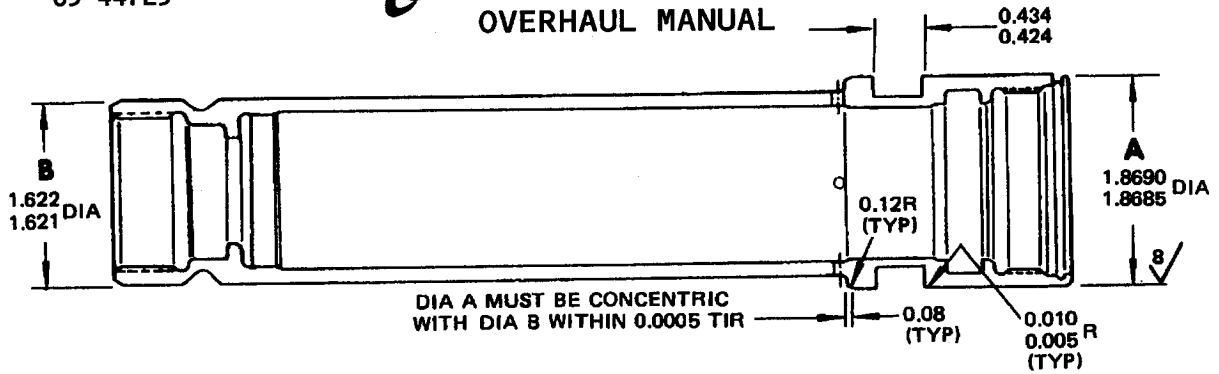 OVERHAUL MANUAL
0.434
0.424
B
1.622
1.621 DIA
A
1.8690
1.8685 DIA
0.12R
(TYP)
8
DIA A MUST BE CONCENTRIC
WITH DIA B WITHIN 0.0005 TIR
0.08
(TYP)
0.010
0.005 R
(TYP)